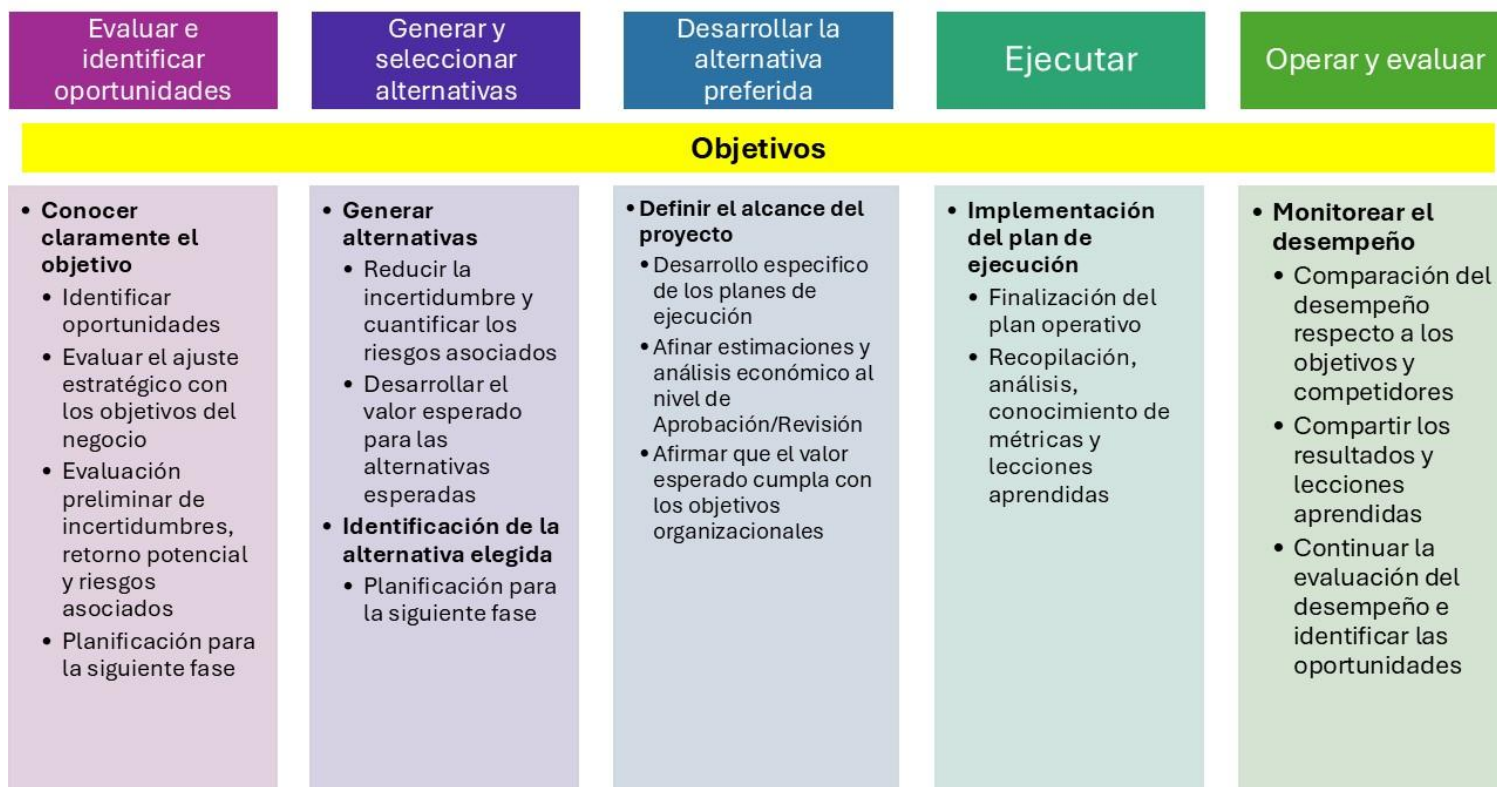 Evaluar e
identificar
oportunidades
Generar y
seleccionar
alternativas
Desarrollar la
alternativa
preferida
Ejecutar
Operar y evaluar
Objetivos
• Conocer
claramente el
objetivo
• Identificar
oportunidades
• Evaluar el ajuste
estratégico con
los objetivos del
negocio
• Evaluación
preliminar de
incertidumbres,
retorno potencial
y riesgos
asociados
• Planificación para
la siguiente fase
• Generar
alternativas
• Reducir la
incertidumbre y
cuantificar los
riesgos asociados
• Desarrollar el
valor esperado
para las
alternativas
esperadas
• Identificación de la
alternativa elegida
• Planificación para
la siguiente fase
• Definir el alcance del
proyecto
• Desarrollo especifico
de los planes de
ejecución
• Afinar estimaciones y
análisis económico al
nivel de
Aprobación/Revisión
• Afirmar que el valor
esperado cumpla con
los objetivos
organizacionales
• Implementación
del plan de
ejecución
• Finalización del
plan operativo
• Recopilación,
análisis,
conocimiento de
métricas y
lecciones
aprendidas
• Monitorear el
desempeño
• Comparación del
desempeño
respecto a los
objetivos y
competidores
• Compartir los
resultados y
lecciones
aprendidas
• Continuar la
evaluación del
desempeño e
identificar las
oportunidades